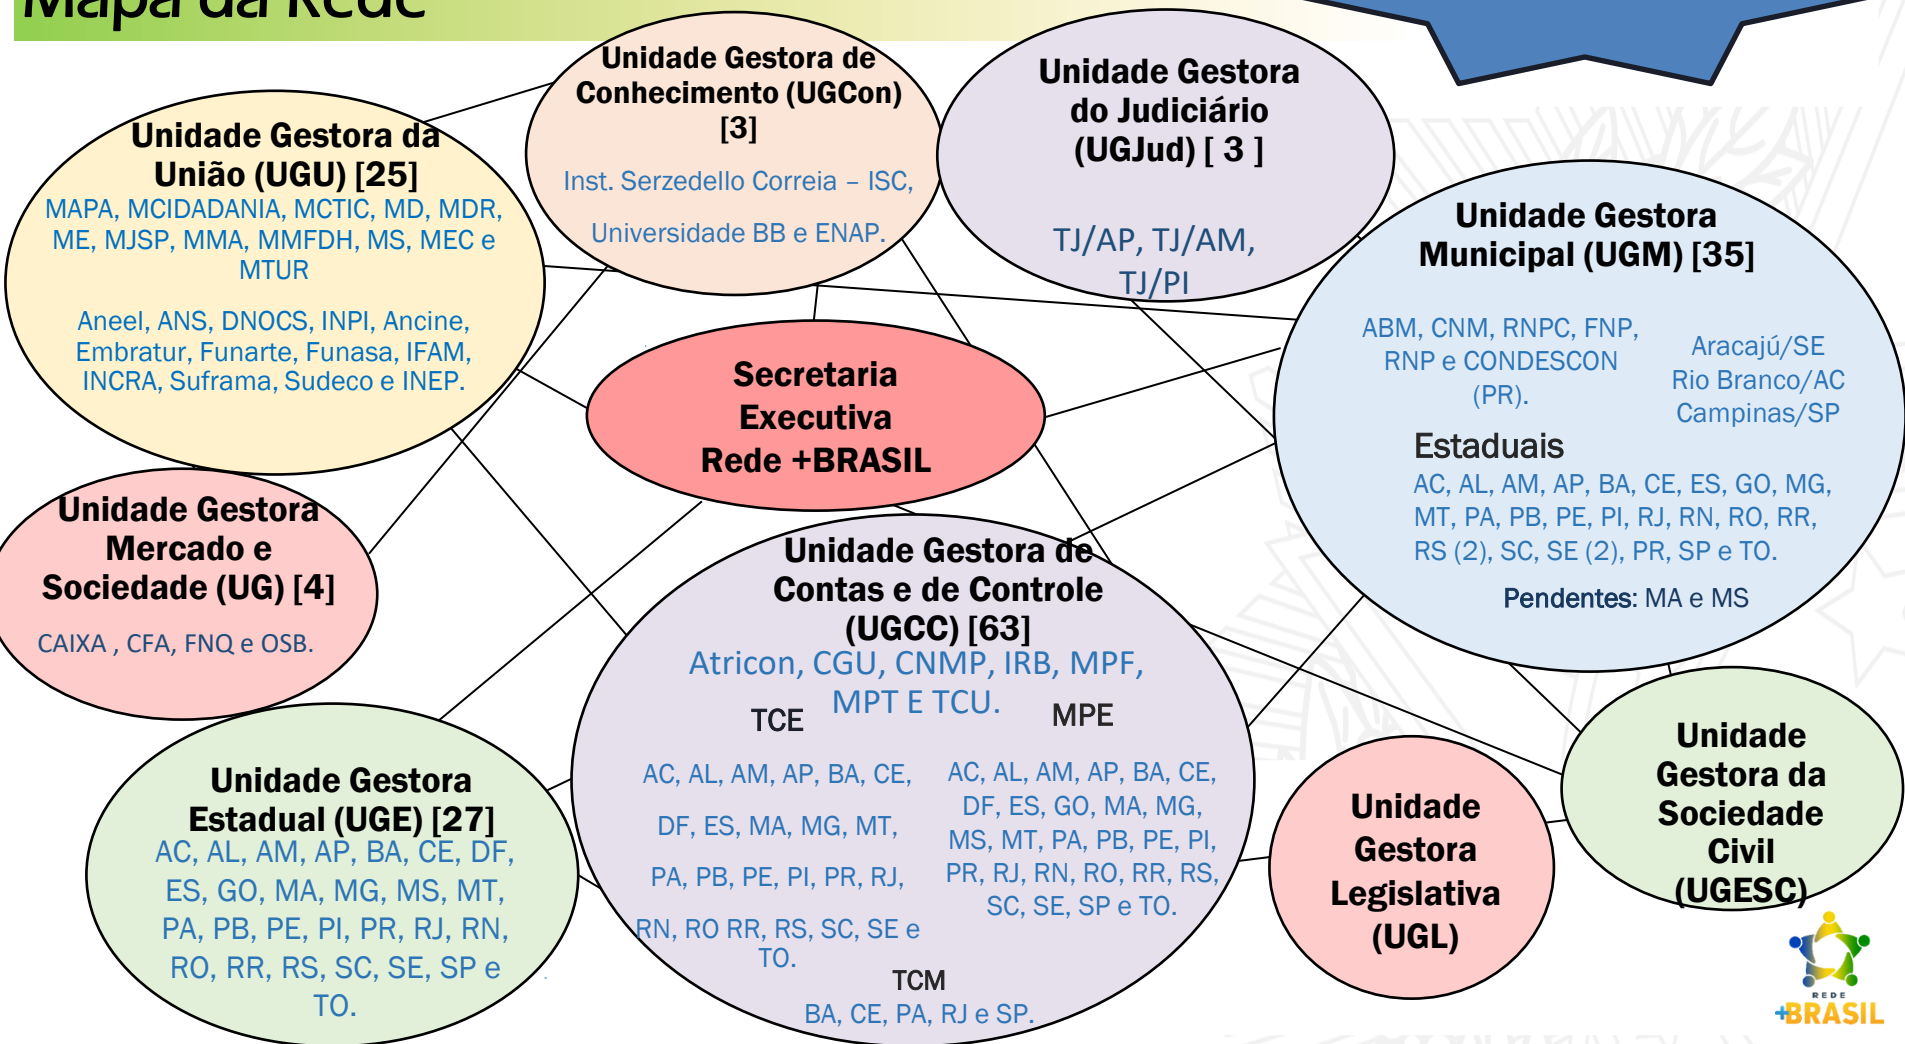 Mapa da Rede
Unidade Gestora de
Conhecimento (UGCon)
[3]
Inst. Serzedello Correia – ISC,
Universidade BB e ENAP.
Unidade Gestora
do Judiciário
(UGJud) [ 3 ]
TJ/AP, TJ/AM,
TJ/PI
Unidade Gestora da
União (UGU) [25]
MAPA, MCIDADANIA, MCTIC, MD, MDR,
ME, MJSP, MMA, MMFDH, MS, MEC e
MTUR
Aneel, ANS, DNOCS, INPI, Ancine,
Embratur, Funarte, Funasa, IFAM,
INCRA, Suframa, Sudeco e INEP.
Unidade Gestora
Municipal (UGM) [35]
ABM, CNM, RNPC, FNP,
RNP e CONDESCON
(PR).
Aracajú/SE
Rio Branco/AC
Campinas/SP
Estaduais
AC, AL, AM, AP, BA, CE, ES, GO, MG,
MT, PA, PB, PE, PI, RJ, RN, RO, RR,
RS (2), SC, SE (2), PR, SP e TO.
Pendentes: MA e MS
Secretaria
Executiva
Rede +BRASIL
Unidade Gestora
Mercado e
Sociedade (UG) [4]
CAIXA , CFA, FNQ e OSB.
Unidade Gestora de
Contas e de Controle
(UGCC) [63]
Atricon, CGU, CNMP, IRB, MPF,
MPT E TCU.
TCE
AC, AL, AM, AP, BA, CE,
DF, ES, MA, MG, MT,
PA, PB, PE, PI, PR, RJ,
RN, RO RR, RS, SC, SE e
TO.
MPE
AC, AL, AM, AP, BA, CE,
DF, ES, GO, MA, MG,
MS, MT, PA, PB, PE, PI,
PR, RJ, RN, RO, RR, RS,
SC, SE, SP e TO.
TCM
BA, CE, PA, RJ e SP.
Unidade Gestora
Estadual (UGE) [27]
AC, AL, AM, AP, BA, CE, DF,
ES, GO, MA, MG, MS, MT,
PA, PB, PE, PI, PR, RJ, RN,
RO, RR, RS, SC, SE, SP e
TO.
Unidade
Gestora
Legislativa
(UGL)
Unidade
Gestora da
Sociedade
Civil
(UGESC)
REDE
+BRASIL